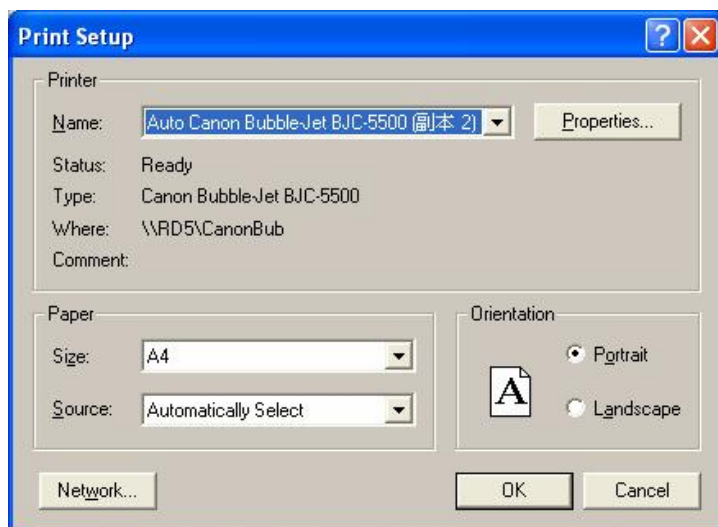 Print Setup
Printer
Name: Auto Canon Bubble-Jet BJC-5500 (副本 2) Properties...
Status: Ready
Type: Canon Bubble-Jet BJC-5500
Where: \\RD5\CanonBub
Comment:
Paper
Size: A4
Source: Automatically Select
Orientation
A
Portrait
Landscape
Network... OK Cancel